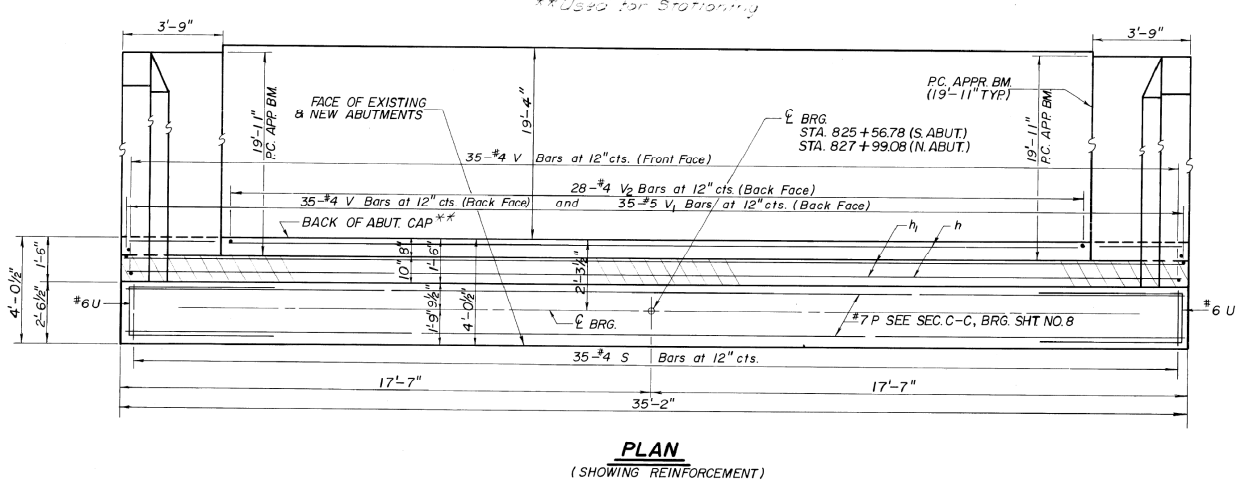 **Used for Stationing
3'-9"
3'-9"
FACE OF EXISTING
& NEW ABUTMENTS
19'-11"
P.C. APP. BM.
19'-4"
℄ BRG.
STA. 825 + 56.78 (S. ABUT.)
STA. 827 + 99.08 (N. ABUT.)
P.C. APPR. BM.
(19'-11" TYP.)
19'-11"
P.C. APP. BM.
35-#4 V Bars at 12" cts. (Front Face)
28-#4 V2 Bars at 12" cts. (Back Face)
35-#4 V Bars at 12" cts. (Back Face) and 35-#5 V1 Bars at 12" cts. (Back Face)
BACK OF ABUT. CAP **
h1
h
4'-0½"
1'-6"
2'-6½"
10"
8"
1'-6"
1'-9½"
4'-0½"
2'-3½"
#6 U
℄ BRG.
#7 P SEE SEC. C-C, BRG. SHT NO. 8
#6 U
35-#4 S Bars at 12" cts.
17'-7"
17'-7"
35'-2"
PLAN
(SHOWING REINFORCEMENT)